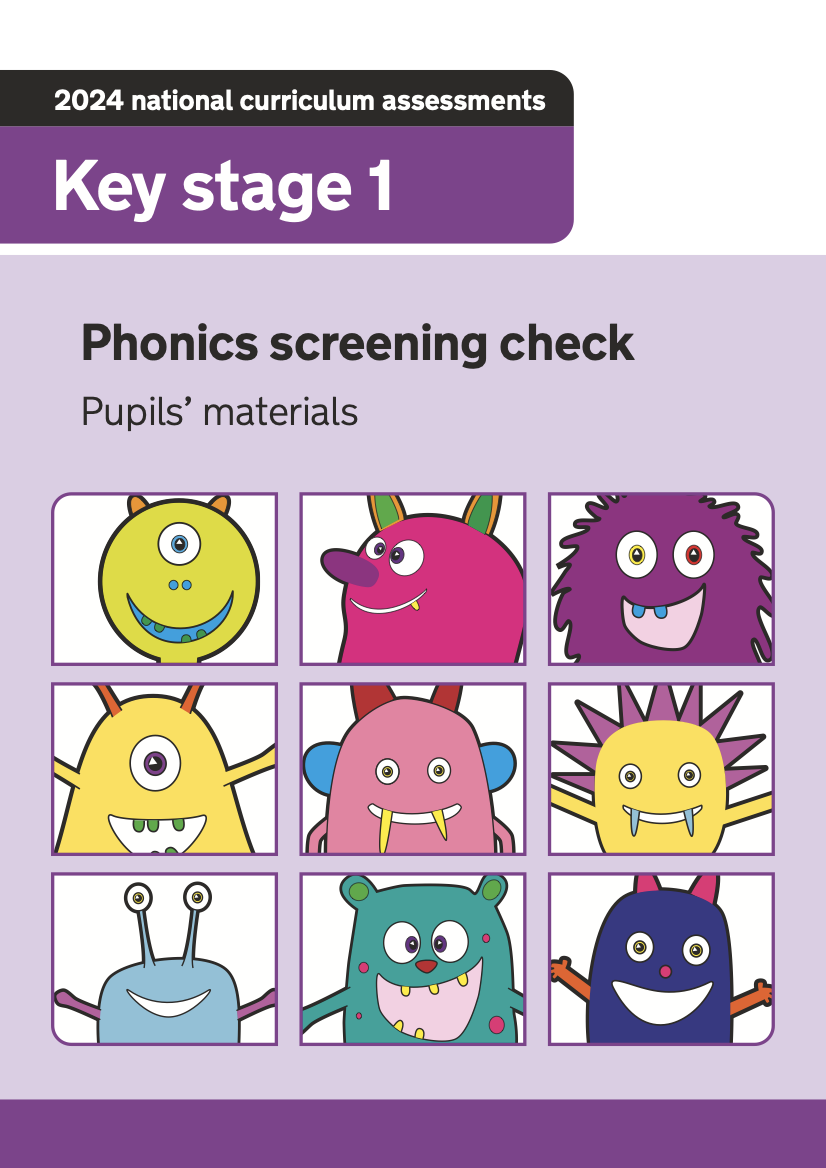 2024 national curriculum assessments
Key stage 1
Phonics screening check
Pupils’ materials